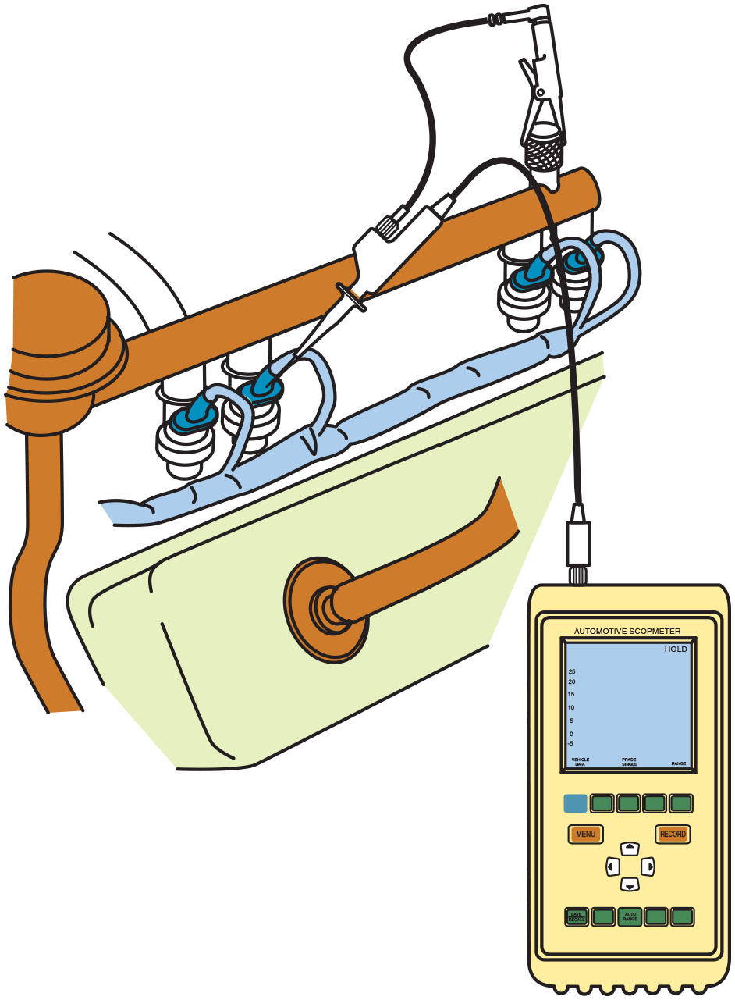 AUTOMOTIVE SCOPMETER
HOLD
25
20
15
10
5
0
-5
VEHICLE
DATA
PRADE
SINGLE
RANGE
MENU
RECORD
SAVE
RECALL
AUTO
RANGE